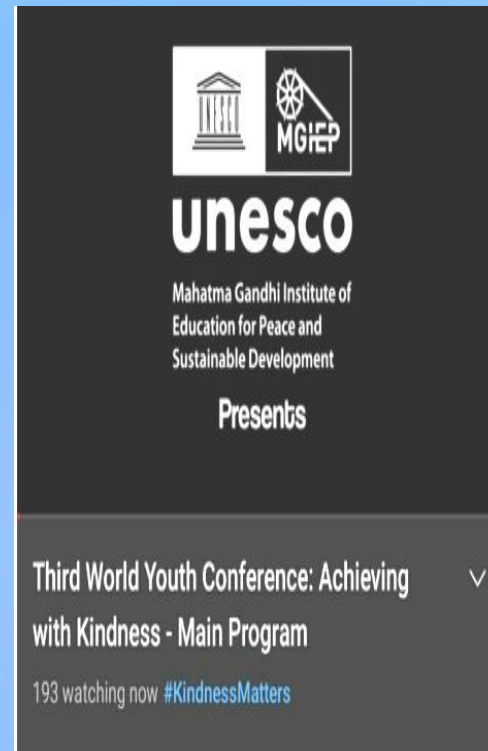 UNESCO
MGIEP
unesco
Mahatma Gandhi Institute of
Education for Peace and
Sustainable Development
Presents
Third World Youth Conference: Achieving
with Kindness - Main Program
193 watching now #KindnessMatters